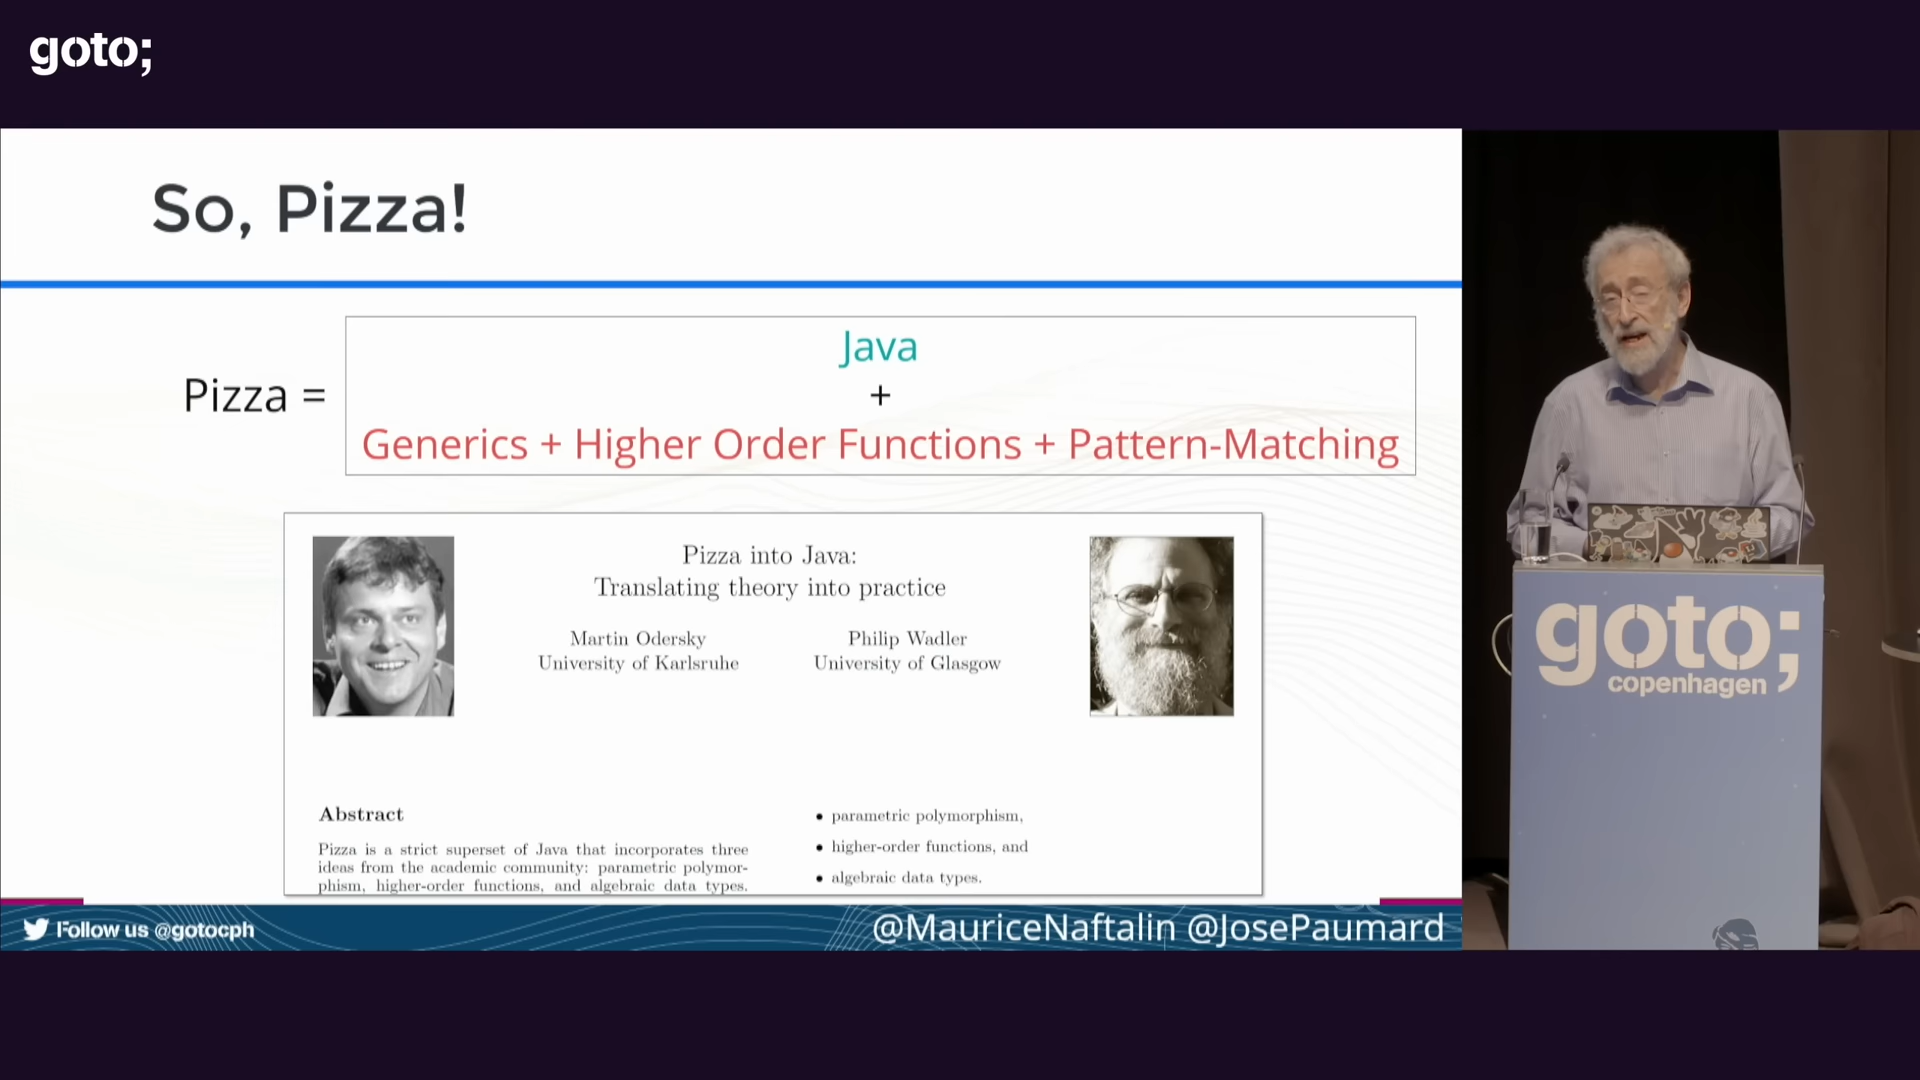 goto;
So, Pizza!
Java
+
Pizza =
Generics + Higher Order Functions + Pattern-Matching
Pizza into Java:
Translating theory into practice
Martin Odersky
University of Karlsruhe
Philip Wadler
University of Glasgow
Abstract
Pizza is a strict superset of Java that incorporates three
ideas from the academic community: parametric polymor-
phism, higher-order functions, and algebraic data types.
• parametric polymorphism,
• higher-order functions, and
• algebraic data types.
Follow us @gotocph
@MauriceNaftalin @JosePaumard
goto;
copenhagen